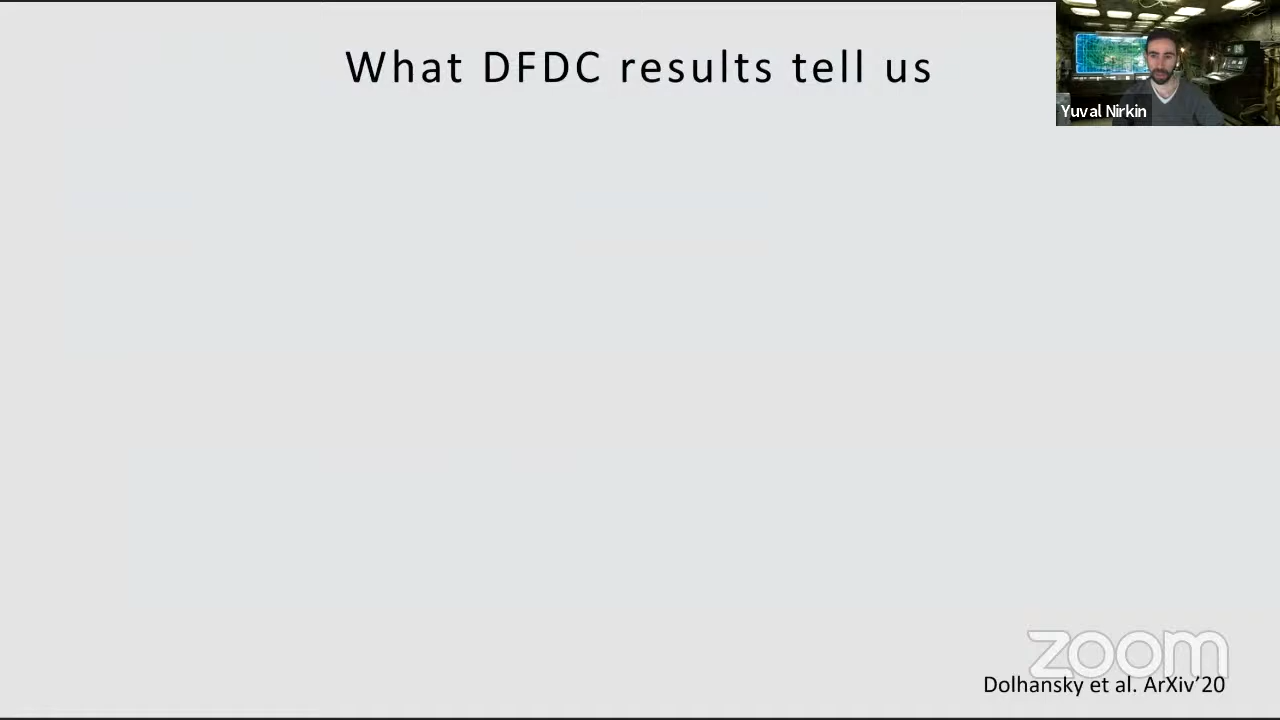 What DFDC results tell us
Yuval Nirkin
zoom
Dolhansky et al. ArXiv'20